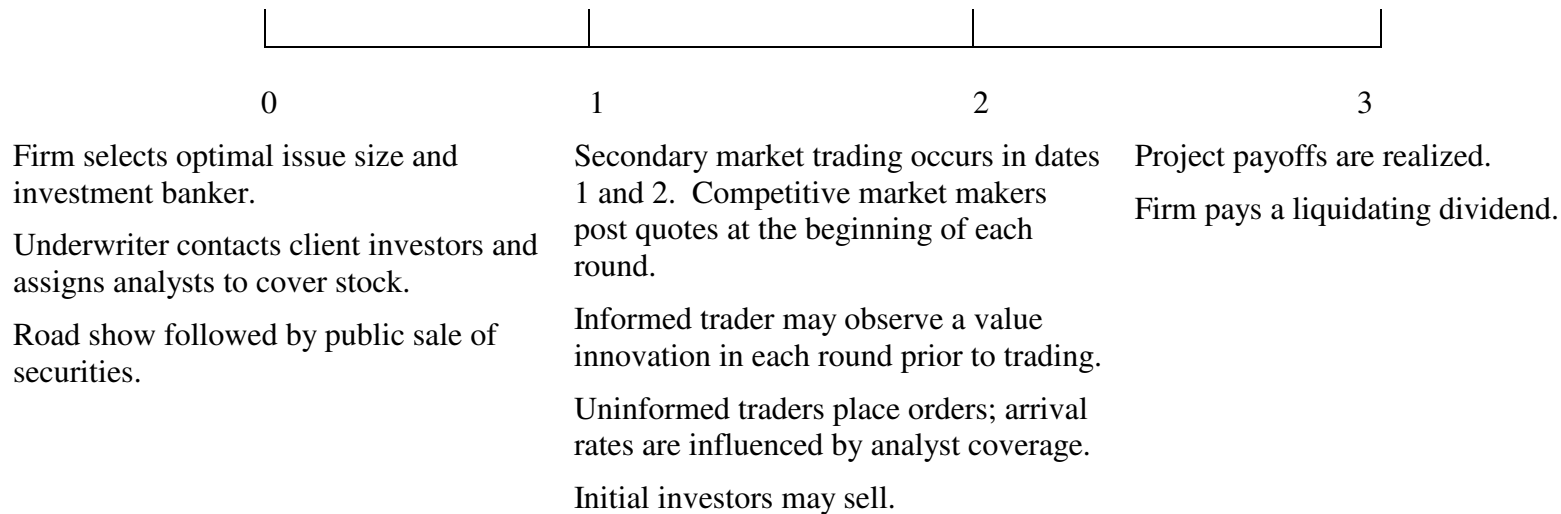 0
1
2
3
Firm selects optimal issue size and
investment banker.
Underwriter contacts client investors and
assigns analysts to cover stock.
Road show followed by public sale of
securities.
Secondary market trading occurs in dates
1 and 2.  Competitive market makers
post quotes at the beginning of each
round.
Informed trader may observe a value
innovation in each round prior to trading.
Uninformed traders place orders; arrival
rates are influenced by analyst coverage.
Initial investors may sell.
Project payoffs are realized.
Firm pays a liquidating dividend.